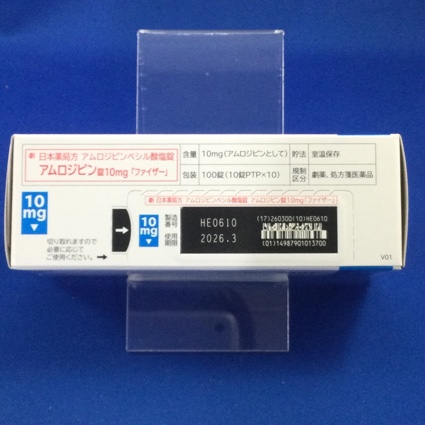 劇 日本薬局方 アムロジピンベシル酸塩錠
アムロジピン錠10mg「ファイザー」
含量 10mg(アムロジピンとして) 貯法 室温保存
包装 100錠(10錠PTP×10) 規制区分 劇薬、処方箋医薬品
10mg
切り取れますので
必要に応じて
ご使用ください。
劇 日本薬局方 アムロジピンベシル酸塩錠 アムロジピン錠10mg「ファイザー」
10mg
製造番号 HE0610
使用期限 2026.3
(17)260300(10)HE0610
(01)14987901013700
V01